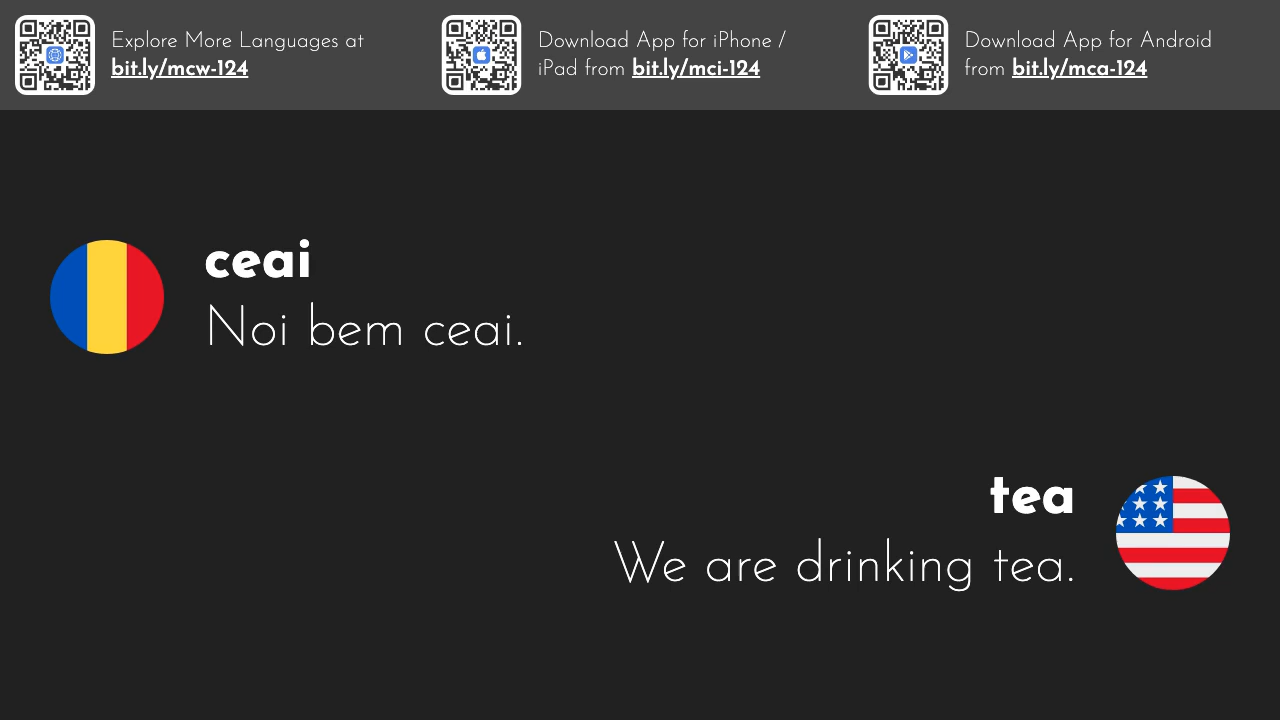 Explore More Languages at
bit.ly/mcw-124
Download App for iPhone /
iPad from bit.ly/mci-124
Download App for Android
from bit.ly/mca-124
ceai
Noi bem ceai.
tea
We are drinking tea.